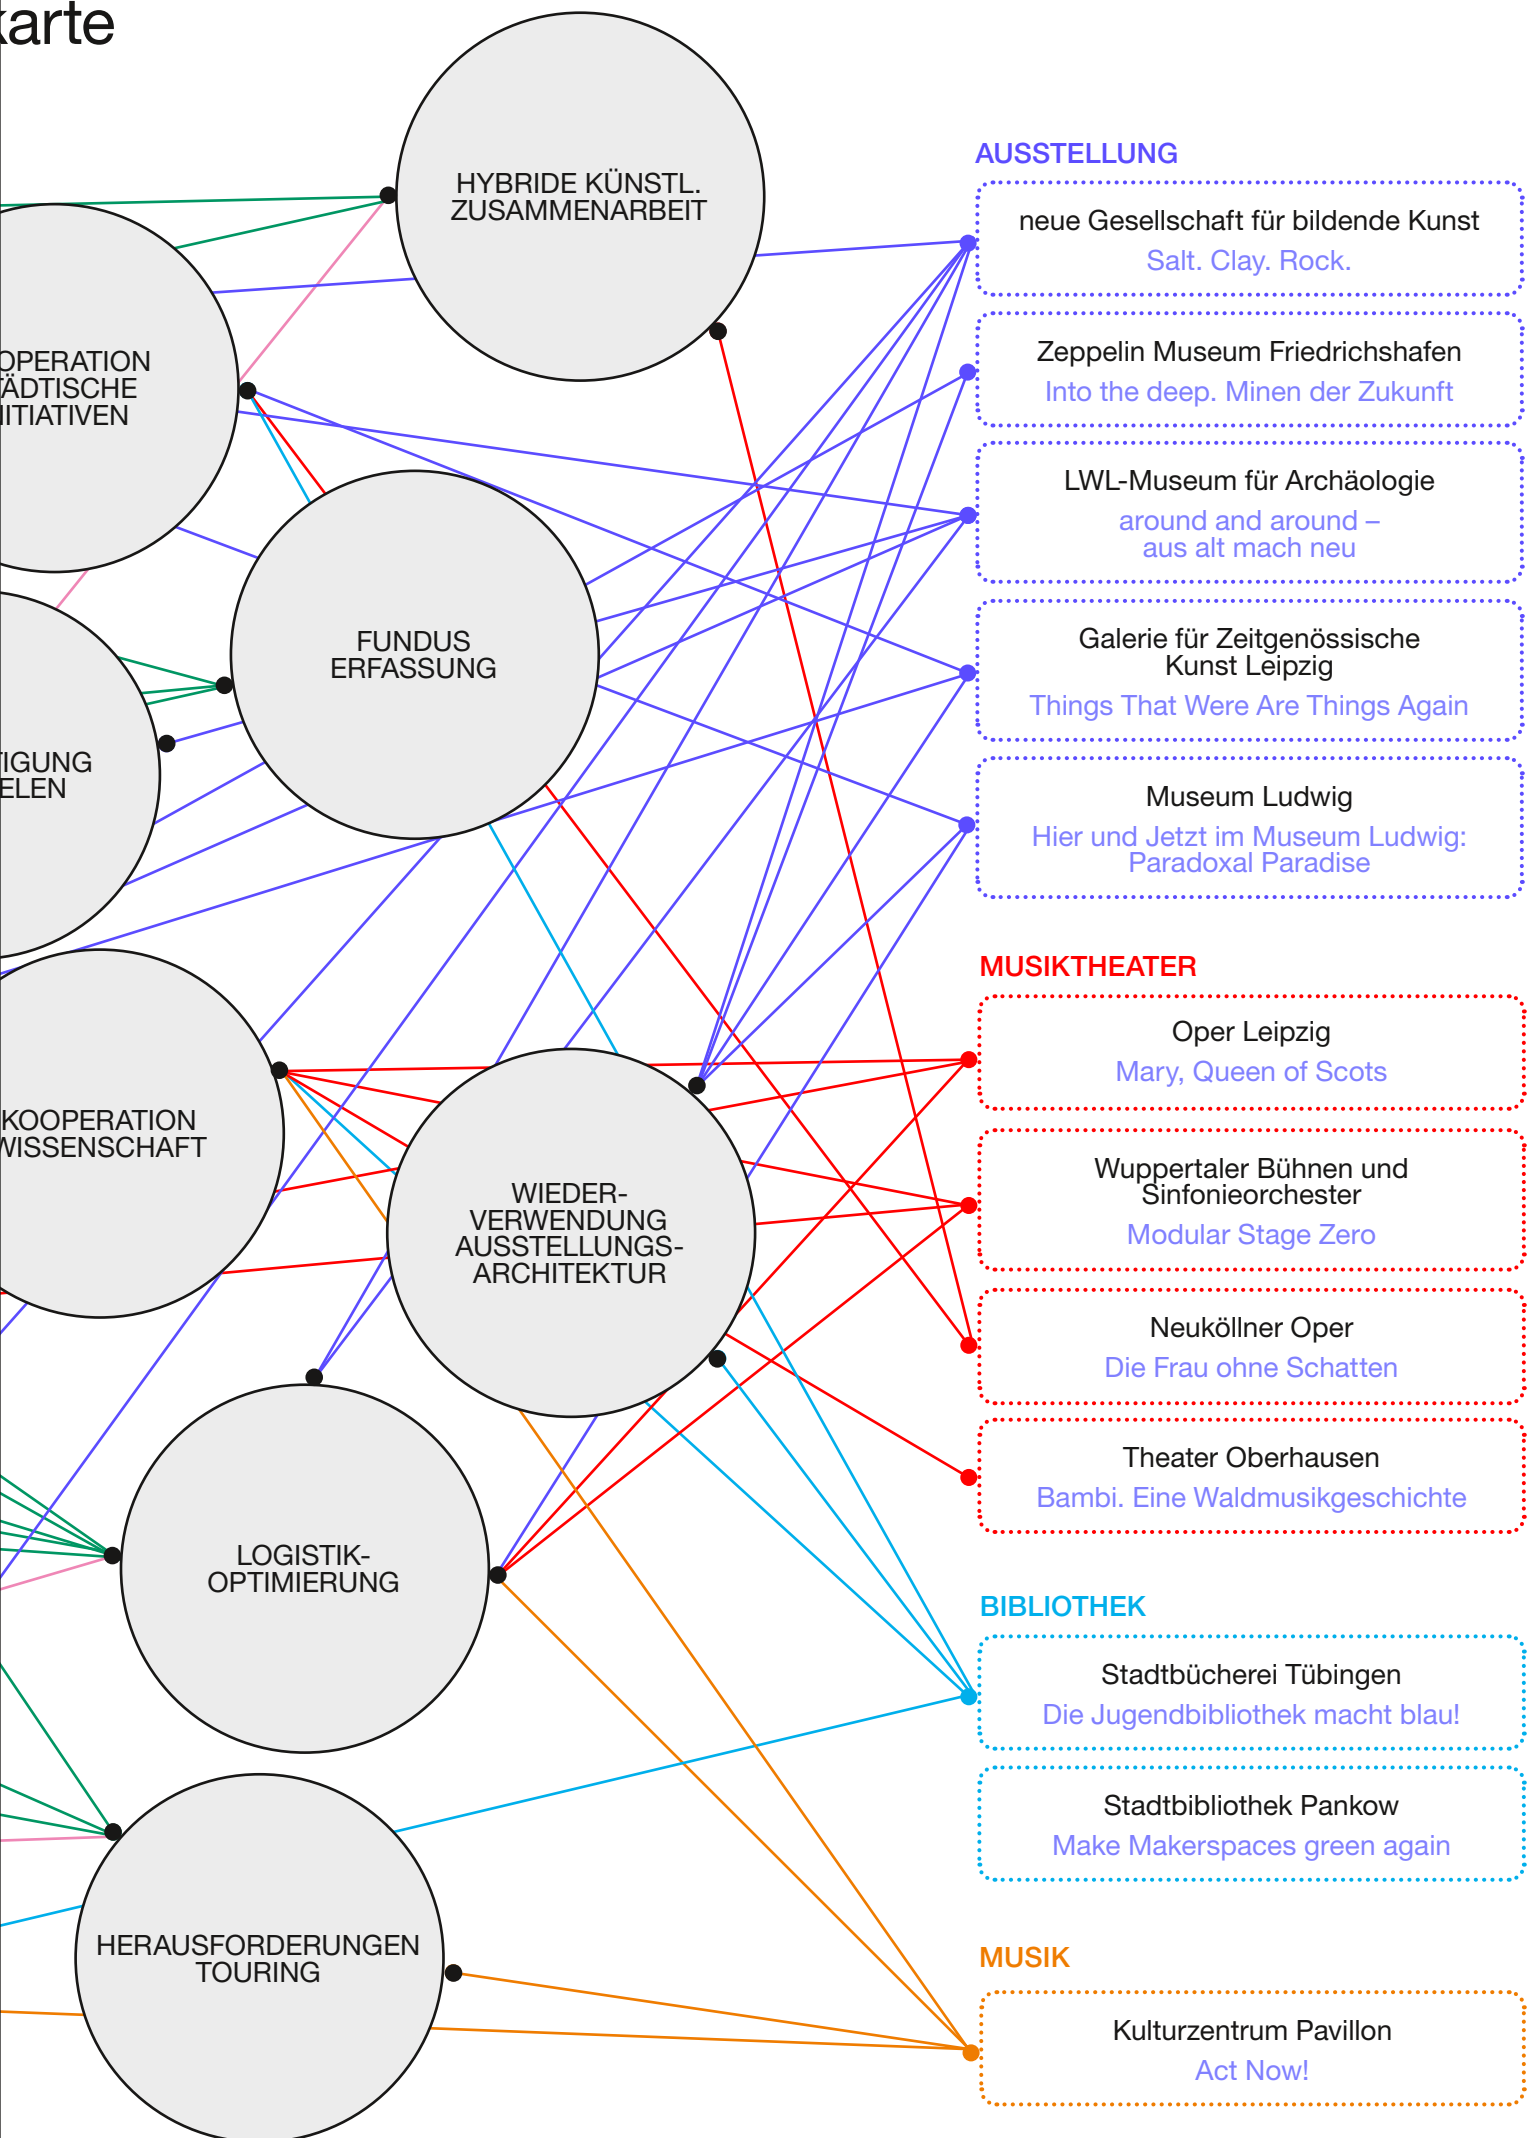 karte
HYBRIDE KÜNSTL.
ZUSAMMENARBEIT
OPERATION
TÄDTISCHE
NITIATIVEN
FUNDUS
ERFASSUNG
TIGUNG
ELEN
KOOPERATION
WISSENSCHAFT
WIEDER-
VERWENDUNG
AUSSTELLUNGS-
ARCHITEKTUR
LOGISTIK-
OPTIMIERUNG
HERAUSFORDERUNGEN
TOURING
AUSSTELLUNG
neue Gesellschaft für bildende Kunst
Salt. Clay. Rock.
Zeppelin Museum Friedrichshafen
Into the deep. Minen der Zukunft
LWL-Museum für Archäologie
around and around –
aus alt mach neu
Galerie für Zeitgenössische
Kunst Leipzig
Things That Were Are Things Again
Museum Ludwig
Hier und Jetzt im Museum Ludwig:
Paradoxal Paradise
MUSIKTHEATER
Oper Leipzig
Mary, Queen of Scots
Wuppertaler Bühnen und
Sinfonieorchester
Modular Stage Zero
Neuköllner Oper
Die Frau ohne Schatten
Theater Oberhausen
Bambi. Eine Waldmusikgeschichte
BIBLIOTHEK
Stadtbücherei Tübingen
Die Jugendbibliothek macht blau!
Stadtbibliothek Pankow
Make Makerspaces green again
MUSIK
Kulturzentrum Pavillon
Act Now!